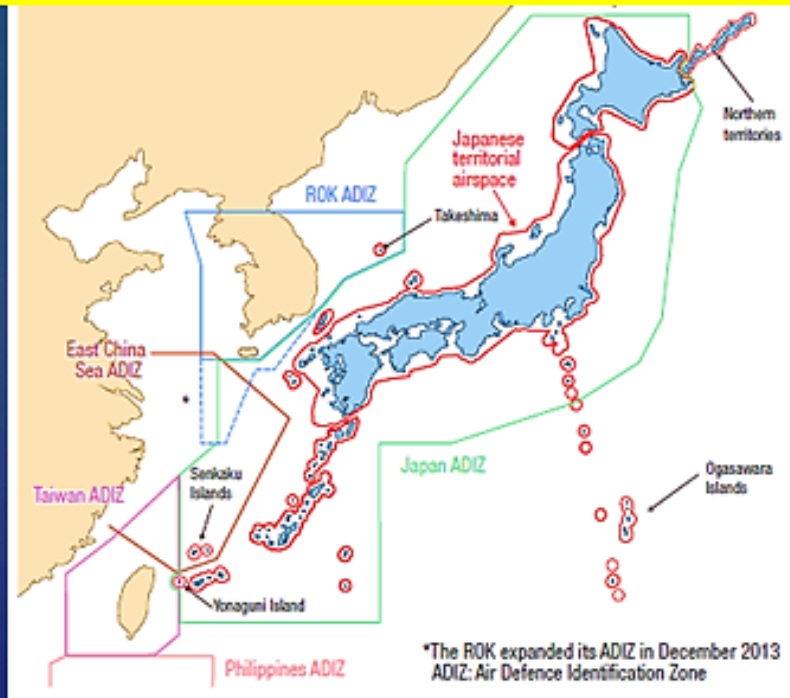 Northern
territories
Japanese
territorial
airspace
ROK ADIZ
Takeshima
East China
Sea ADIZ
*
Japan ADIZ
Senkaku
Islands
Taiwan ADIZ
Ogasawara
Islands
Yonaguni Island
Philippines ADIZ
*The ROK expanded its ADIZ in December 2013
ADIZ: Air Defence Identification Zone